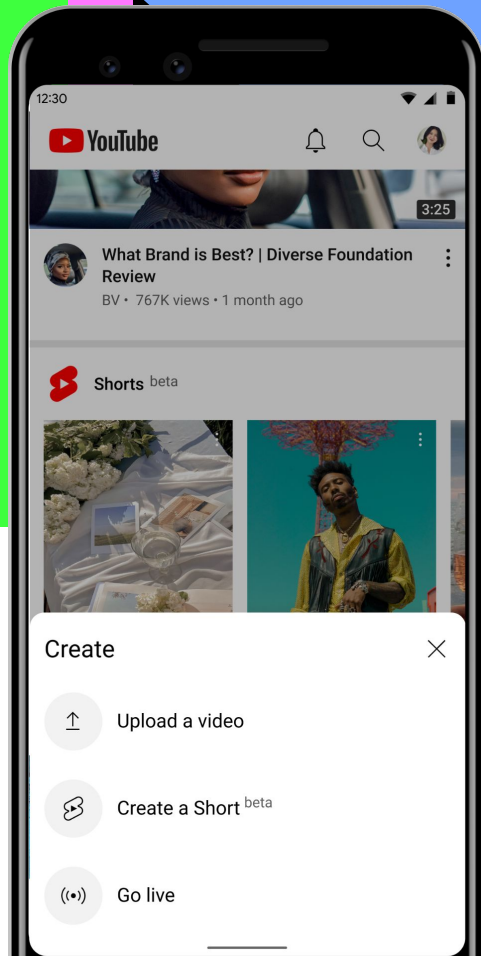 12:30
YouTube
3:25
What Brand is Best? | Diverse Foundation
Review
BV • 767K views • 1 month ago
Shorts beta
Create
Upload a video
Create a Short beta
Go live